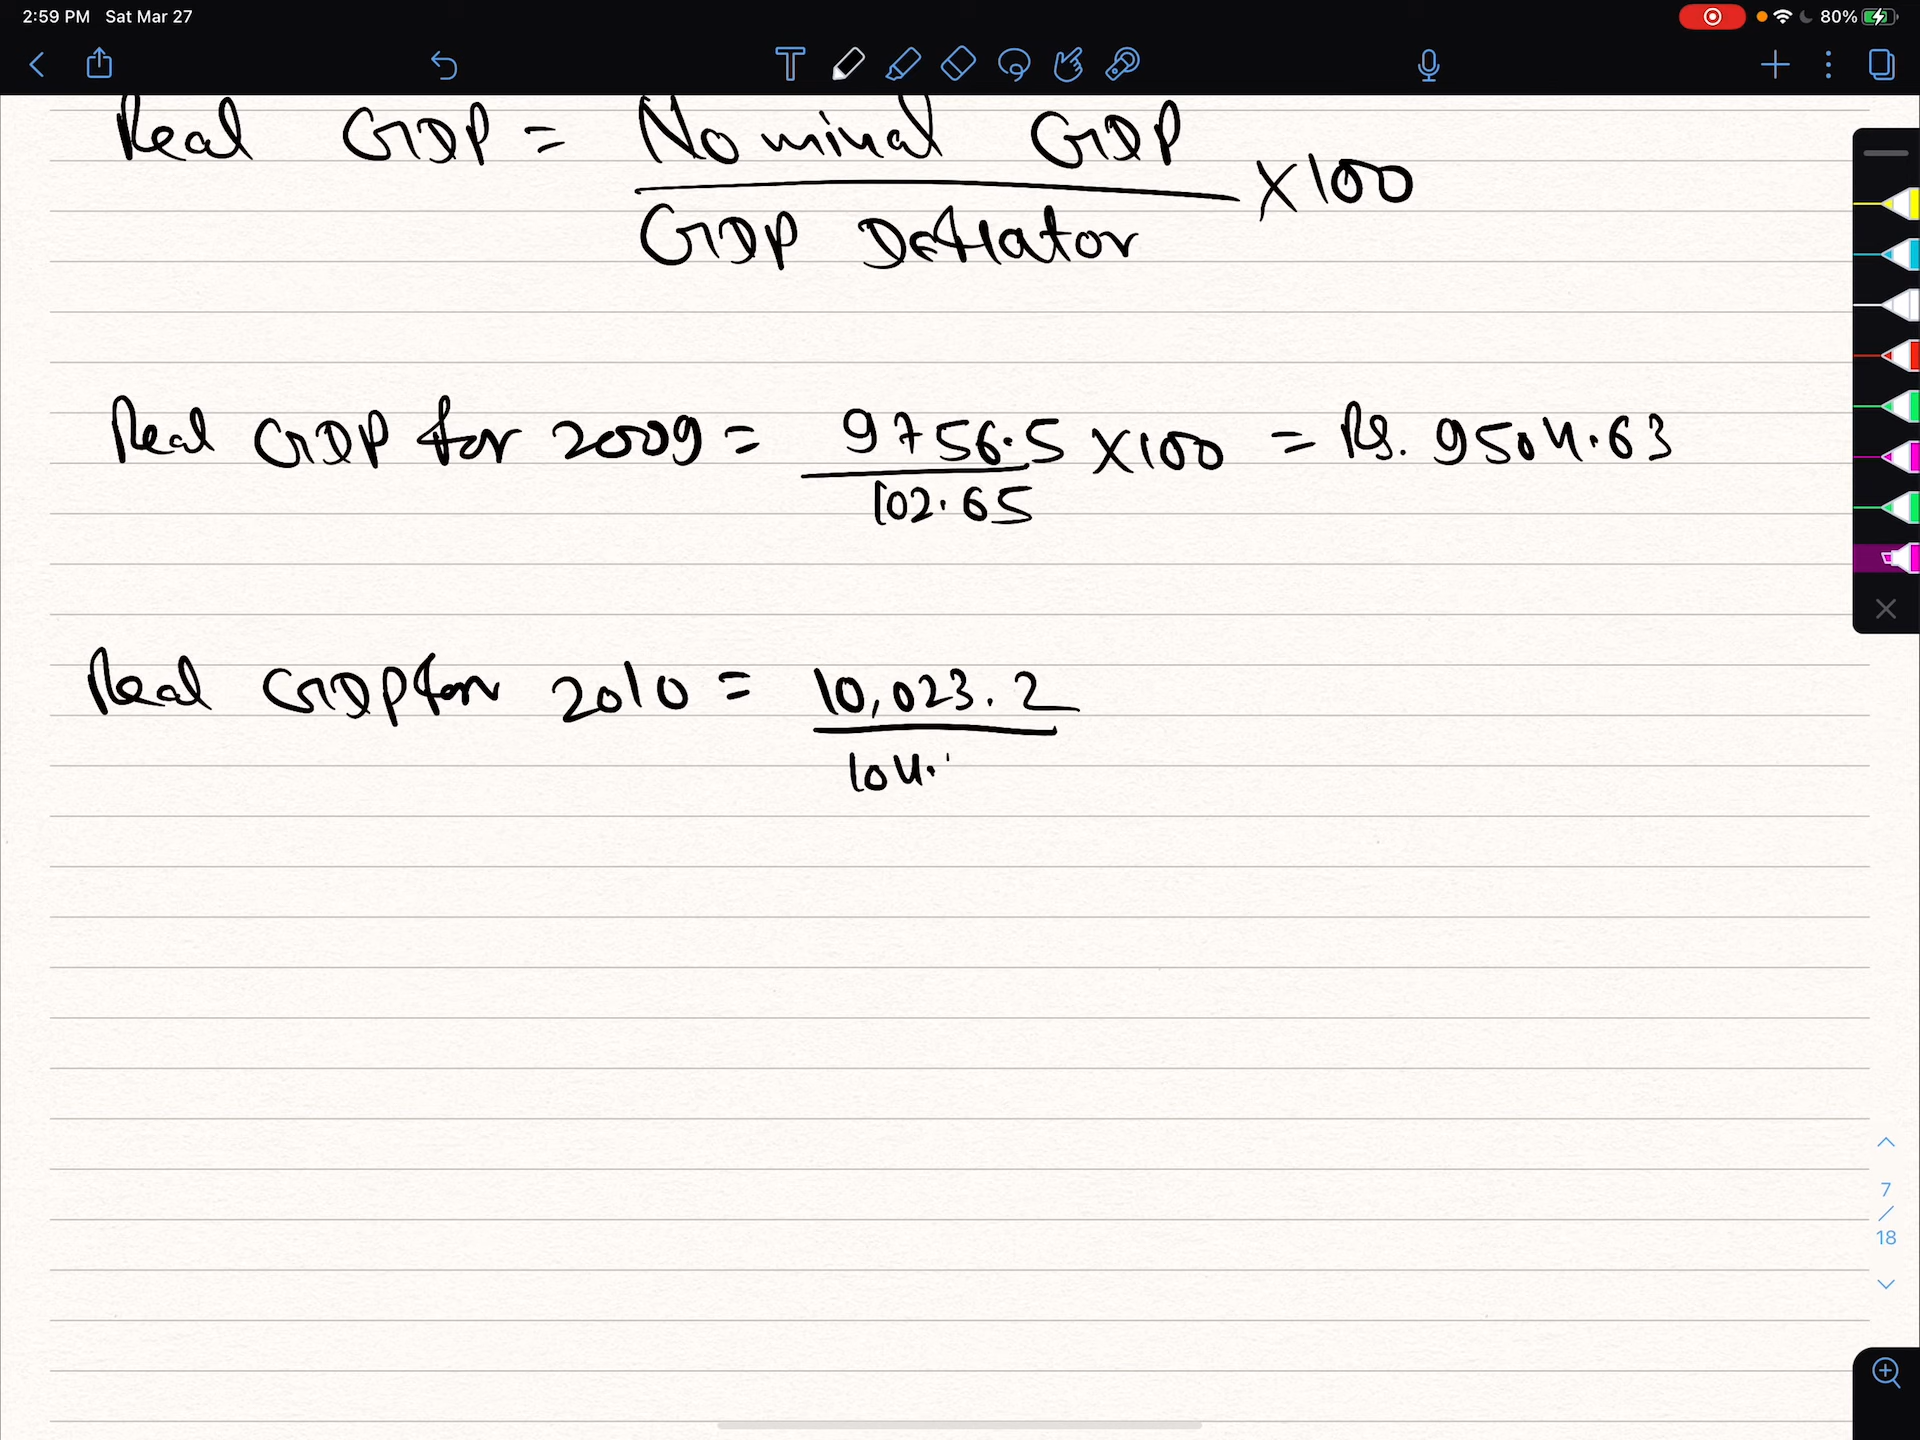 2:59 PM Sat Mar 27
80%
Real GDP = Nominal GDP
X100
GDP Deflator
Real GDP for 2009 = 9756.5 X100 = Rs. 9504.63
102.65
Real GDP for 2010 = 10,023.2
104.
7
/
18